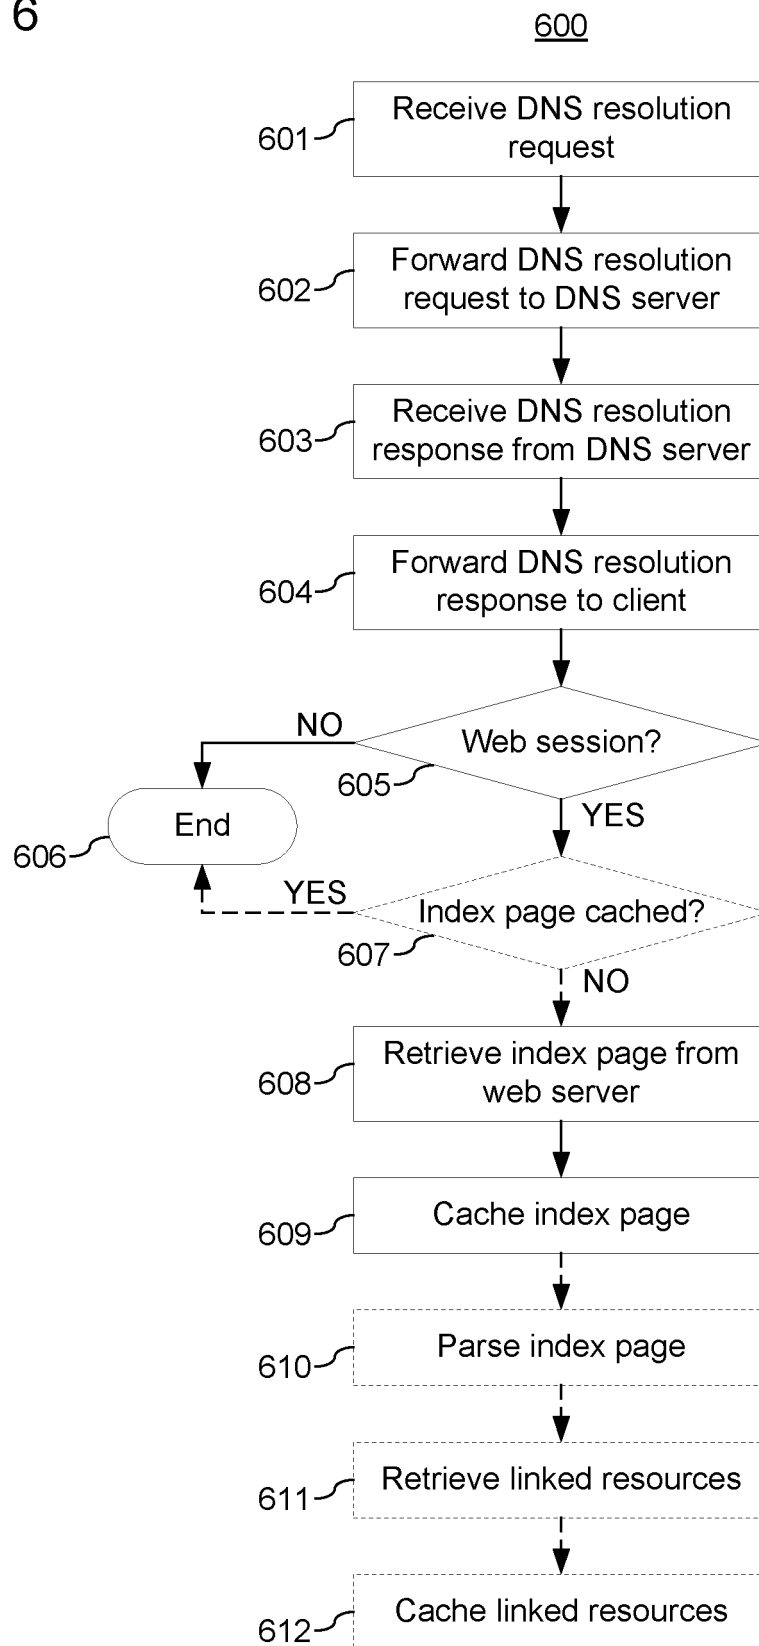 6
600
Receive DNS resolution
request
601
Forward DNS resolution
request to DNS server
602
Receive DNS resolution
response from DNS server
603
Forward DNS resolution
response to client
604
NO
Web session?
605
YES
End
606
YES
Index page cached?
607
NO
Retrieve index page from
web server
608
Cache index page
609
Parse index page
610
Retrieve linked resources
611
Cache linked resources
612